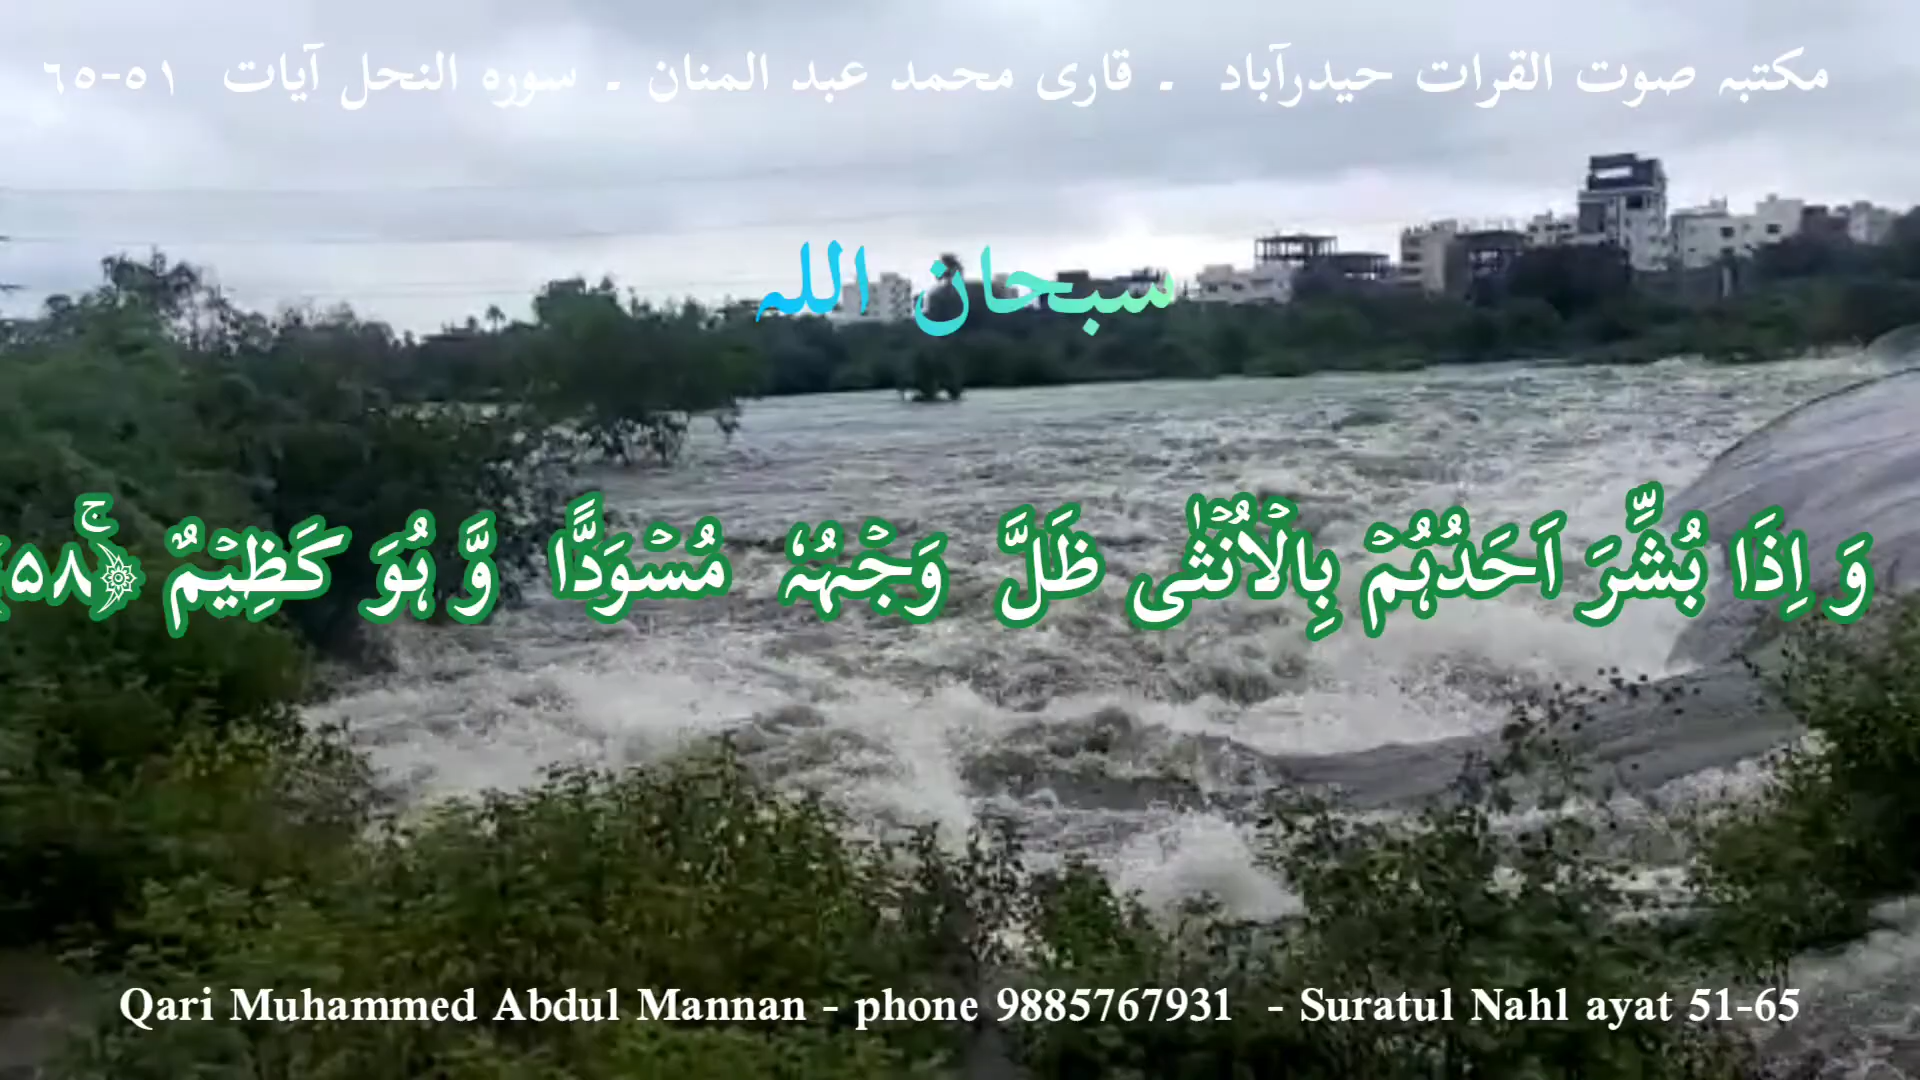 مکتبہ صوت القرات حیدرآباد ۔ قاری محمد عبد المنان ۔ سورہ النحل آیات ٥١-٦٥
سبحان اللہ
وَ اِذَا بُشِّرَ اَحَدُہُمۡ بِالۡاُنۡثٰی ظَلَّ وَجۡہُہٗ مُسۡوَدًّا وَّ ہُوَ کَظِیۡمٌ ﴿ۚ۵۸﴾
Qari Muhammed Abdul Mannan - phone 9885767931 - Suratul Nahl ayat 51-65